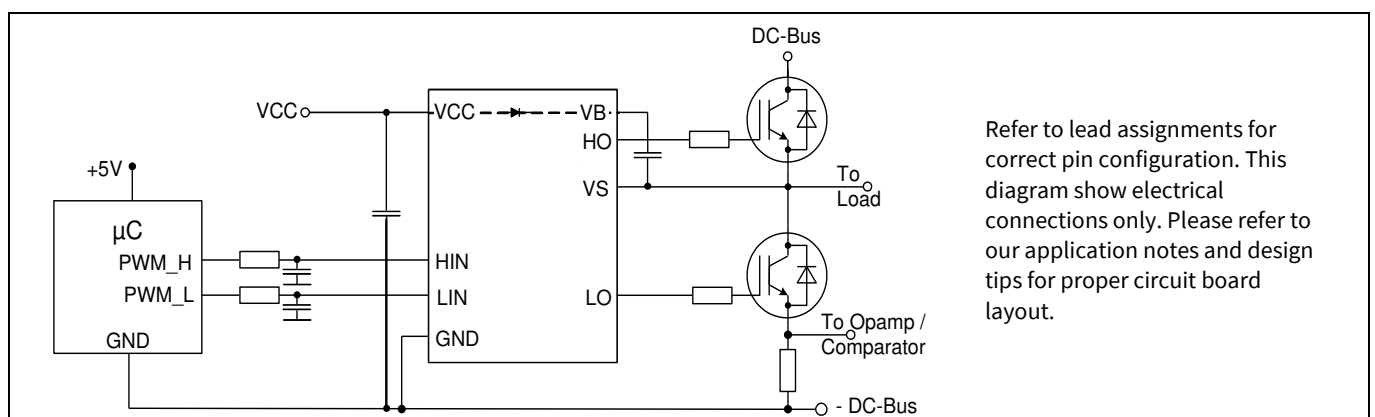 DC-Bus
VCC
VCC
VB
HO
+5V
VS
To
Load
µC
PWM_H
HIN
PWM_L
LIN
LO
GND
GND
To Opamp /
Comparator
- DC-Bus
Refer to lead assignments for
correct pin configuration. This
diagram show electrical
connections only. Please refer to
our application notes and design
tips for proper circuit board
layout.